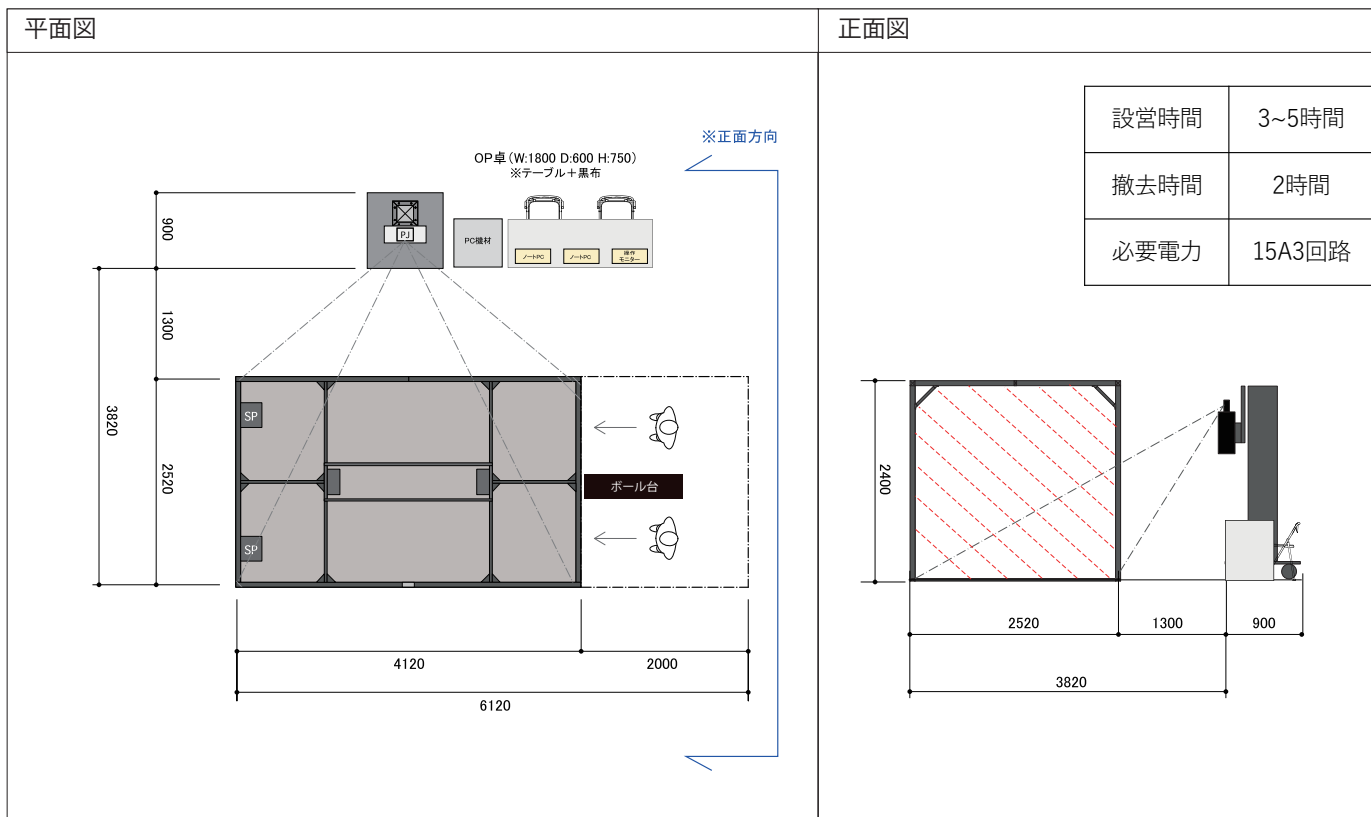 平面図
正面図
設営時間
3~5時間
撤去時間
2時間
必要電力
15A3回路
※正面方向
OP卓(W:1800 D:600 H:750)
※テーブル+黒布
PJ
PC機材
ノートPC
ノートPC
操作
モニター
900
1300
3820
2520
SP
SP
ボール台
4120
2000
6120
2400
2520
1300
900
3820